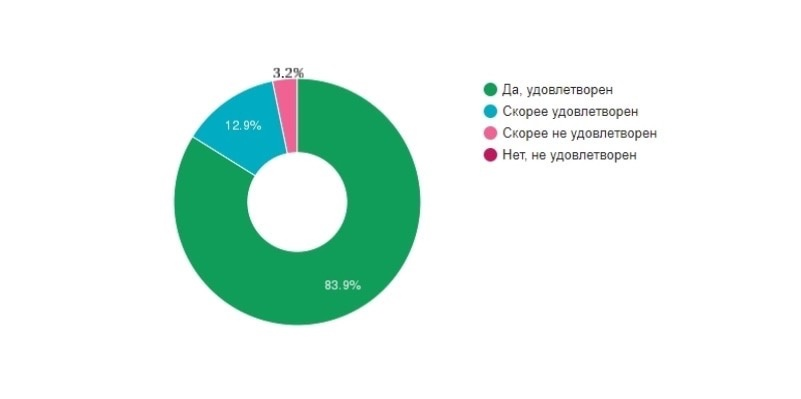 3.2%
12.9%
83.9%
Да, удовлетворен
Скорее удовлетворен
Скорее не удовлетворен
Нет, не удовлетворен